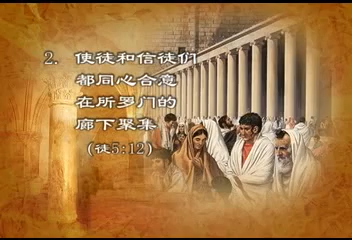 2. 使徒和信徒们
都同心合意
在所罗门的
廊下聚集
(徒5:12)